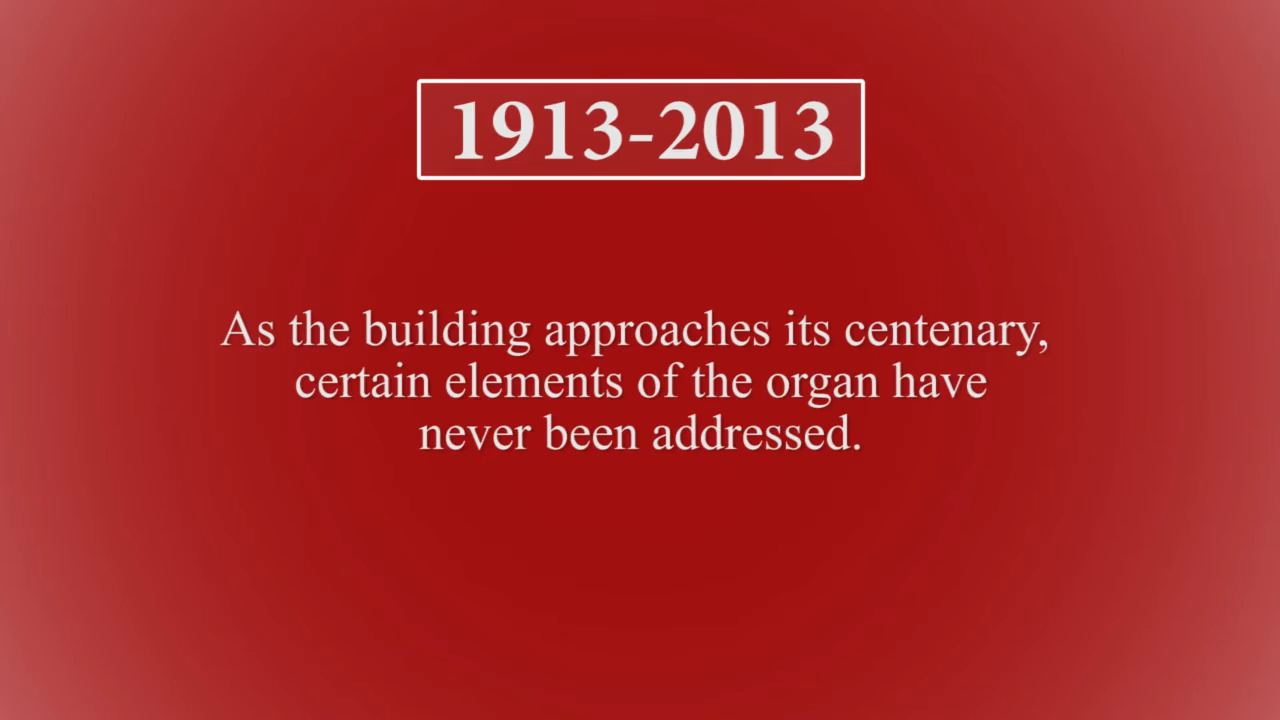 1913-2013
As the building approaches its centenary,
certain elements of the organ have
never been addressed.